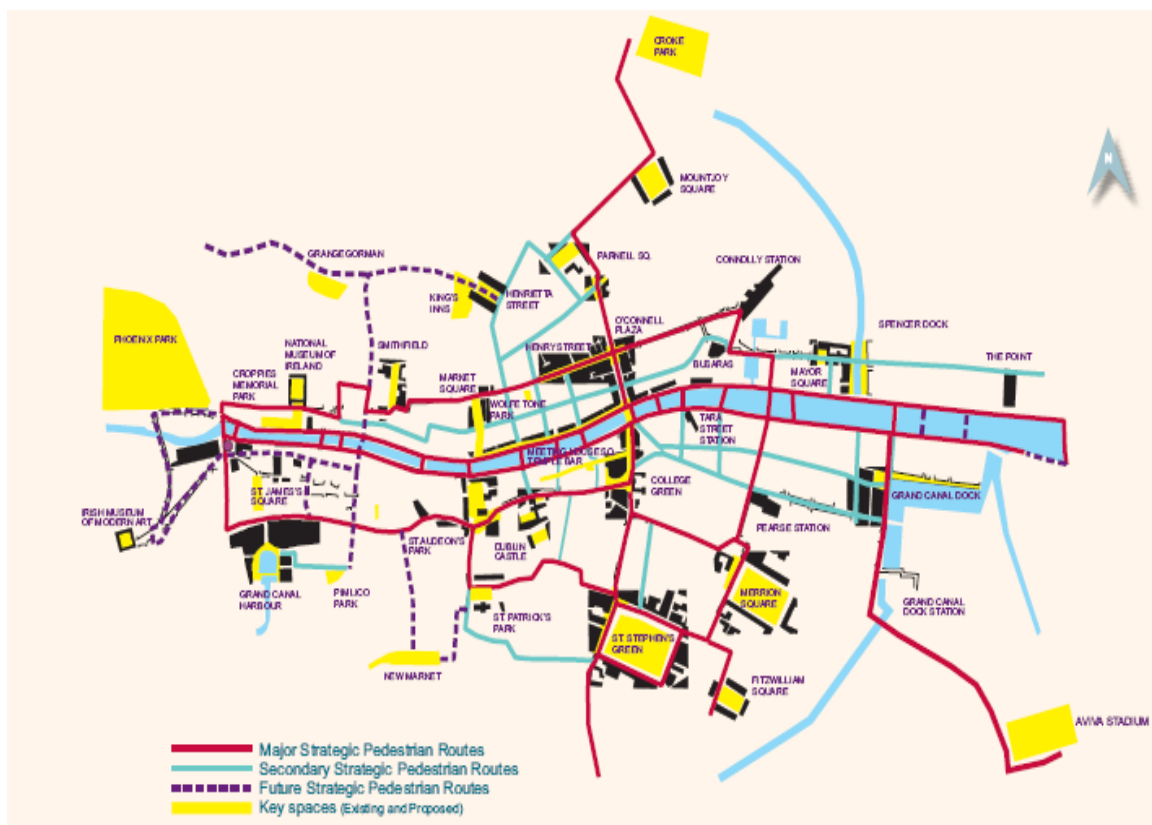 CROKE
PARK
N
MOUNTJOY
SQUARE
GRANGEGORMAN
PARNELL SQ.
CONNOLLY STATION
KING'S
INNS
HENRIETTA
STREET
PHOENIX PARK
NATIONAL
MUSEUM OF
IRELAND
SMITHFIELD
O'CONNELL
PLAZA
SPENCER DOCK
CROPPIES
MEMORIAL
PARK
MARKET
SQUARE
HENRY STREET
BUSARAS
MAYOR
SQUARE
THE POINT
WOLFE TONE
PARK
TARA
STREET
STATION
MEETING HOUSE SQ.
TEMPLE BAR
ST. JAMES'S
SQUARE
COLLEGE
GREEN
GRAND CANAL DOCK
IRISH MUSEUM
OF MODERN ART
PEARSE STATION
ST. AUDEON'S
PARK
DUBLIN
CASTLE
GRAND CANAL
HARBOUR
PIMLICO
PARK
MERRION
SQUARE
GRAND CANAL
DOCK STATION
ST. PATRICK'S
PARK
ST. STEPHEN'S
GREEN
NEW MARKET
FITZWILLIAM
SQUARE
AVIVA STADIUM
Major Strategic Pedestrian Routes
Secondary Strategic Pedestrian Routes
Future Strategic Pedestrian Routes
Key spaces (Existing and Proposed)